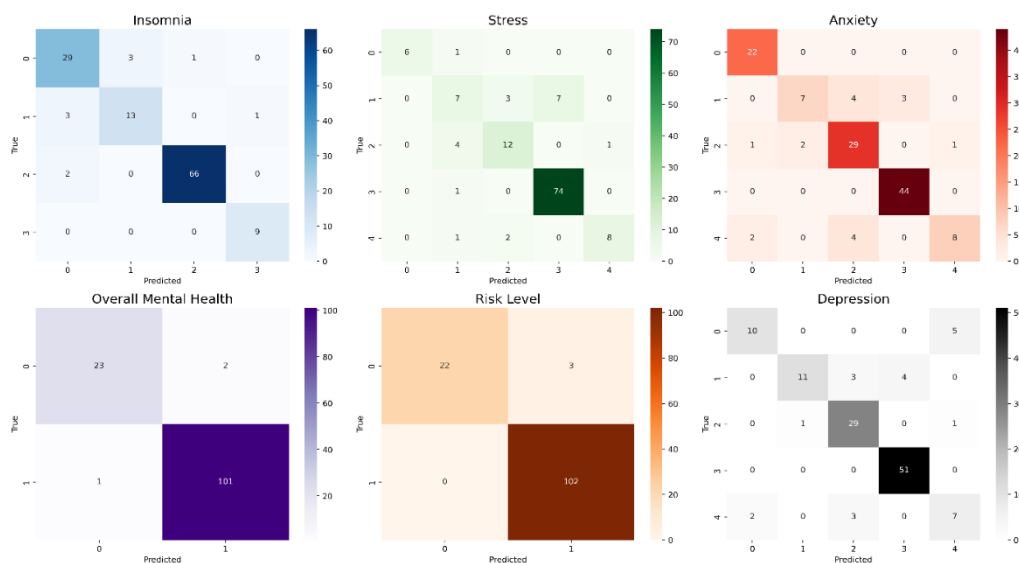 Insomnia
0 29 3 1 0
1 3 13 0 1
2 2 0 66 0
3 0 0 0 9
0 1 2 3
True
Predicted
60
50
40
30
20
10
0
Stress
0 6 1 0 0 0
1 0 7 3 7 0
2 0 4 12 0 1
3 0 1 0 74 0
4 0 1 2 0 8
0 1 2 3 4
True
Predicted
70
60
50
40
30
20
10
0
Anxiety
0 22 0 0 0 0
1 0 7 4 3 0
2 1 2 29 0 1
3 0 0 0 44 0
4 2 0 4 0 8
0 1 2 3 4
True
Predicted
5
0
Overall Mental Health
0 23 2
1 1 101
0 1
True
Predicted
100
80
60
40
20
Risk Level
0 22 3
1 0 102
0 1
True
Predicted
100
80
60
40
20
0
Depression
0 10 0 0 0 5
1 0 11 3 4 0
2 0 1 29 0 1
3 0 0 0 51 0
4 2 0 3 0 7
0 1 2 3 4
True
Predicted
0